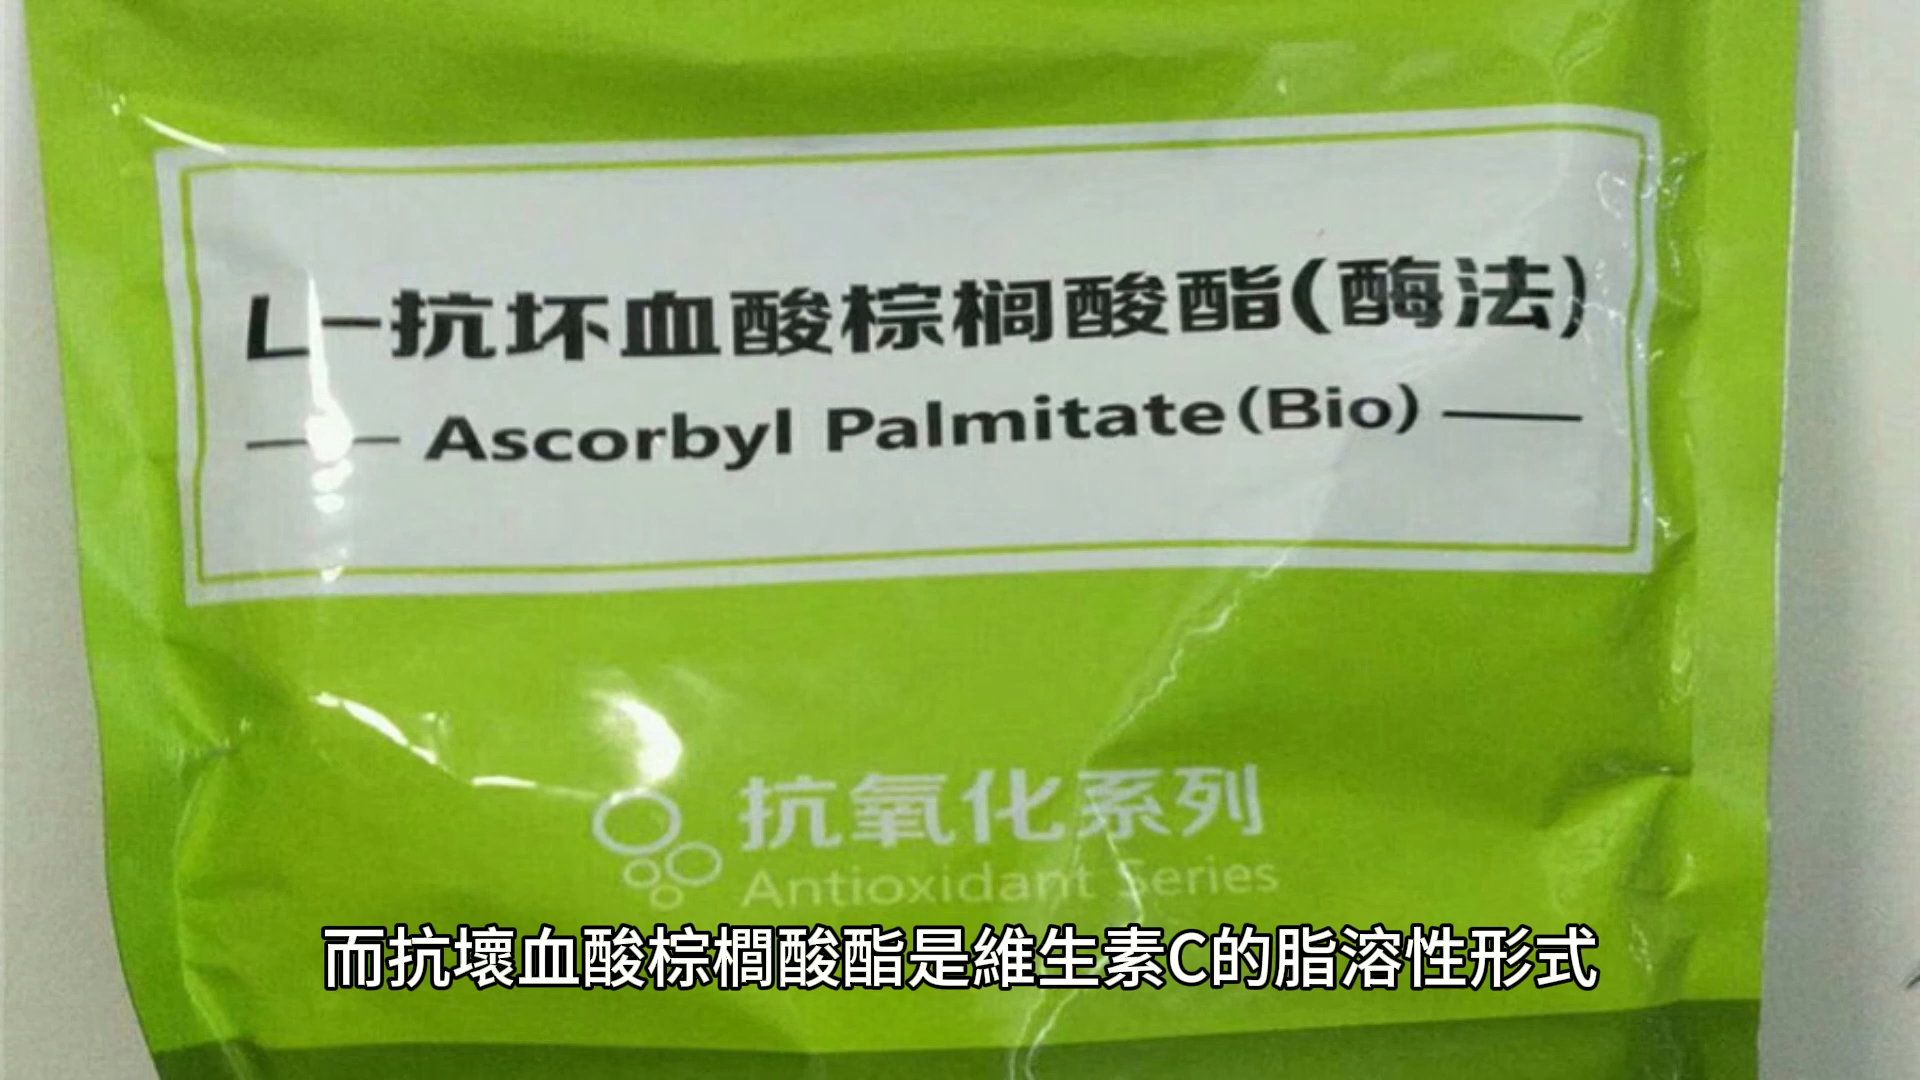 L-抗坏血酸棕榈酸酯(酶法)
Ascorbyl Palmitate(Bio)
抗氧化系列
Antioxidant Series
而抗壞血酸棕櫚酸酯是維生素C的脂溶性形式